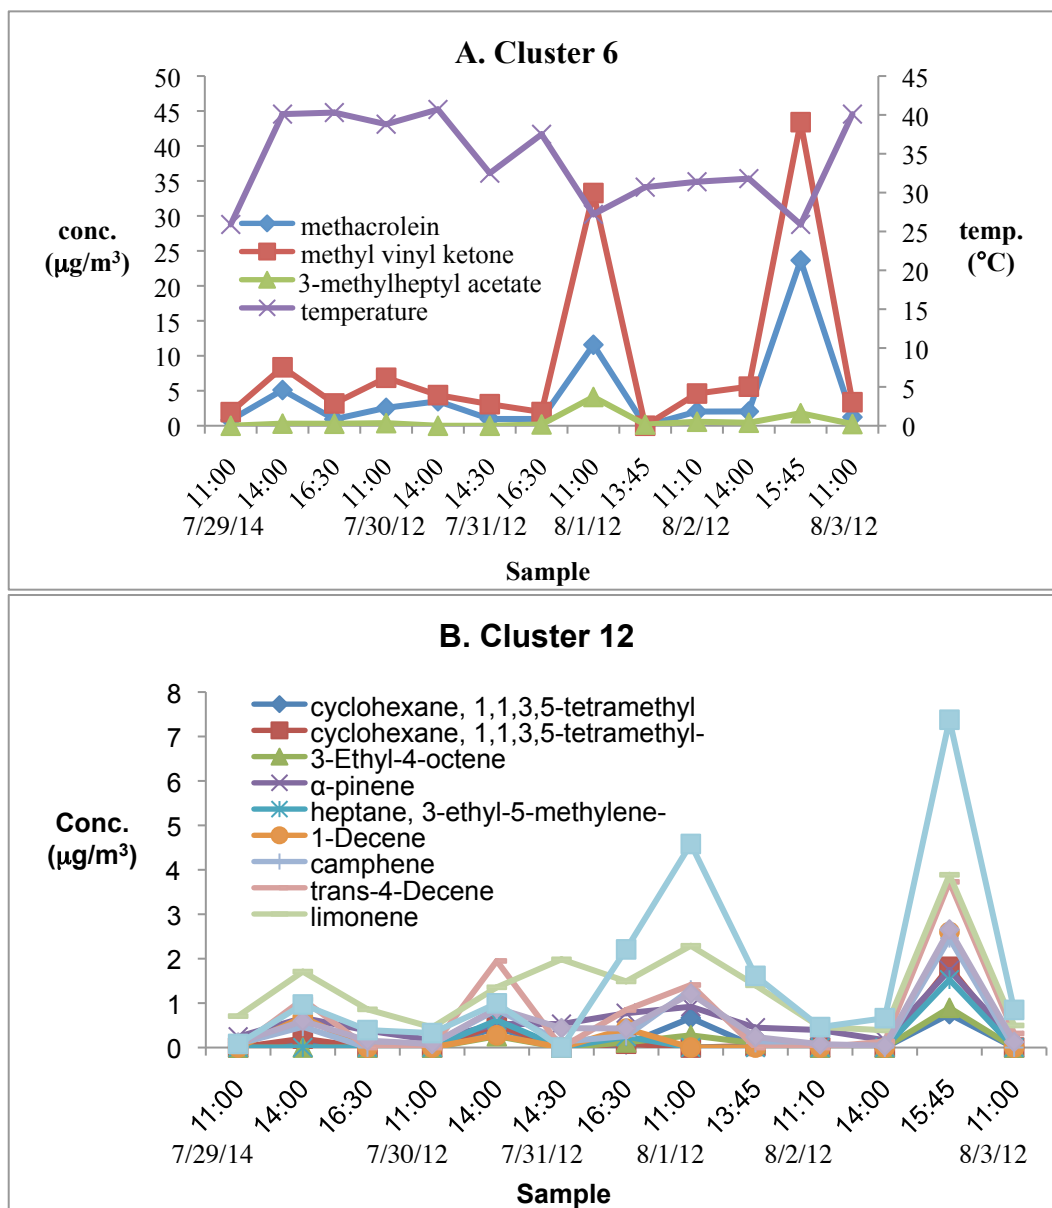 A. Cluster 6
50
45
40
35
30
25
20
15
10
5
0
conc.
(μg/m³)
methacrolein
methyl vinyl ketone
3-methylheptyl acetate
temperature
45
40
35
30
25
20
15
10
5
0
temp.
(°C)
11:00
14:00
16:30
11:00
14:00
14:30
16:30
11:00
13:45
11:10
14:00
15:45
11:00
7/29/14
7/30/12
7/31/12
8/1/12
8/2/12
8/3/12
Sample
B. Cluster 12
8
7
6
5
4
3
2
1
0
Conc.
(μg/m³)
cyclohexane, 1,1,3,5-tetramethyl
cyclohexane, 1,1,3,5-tetramethyl-
3-Ethyl-4-octene
α-pinene
heptane, 3-ethyl-5-methylene-
1-Decene
camphene
trans-4-Decene
limonene
11:00
14:00
16:30
11:00
14:00
14:30
16:30
11:00
13:45
11:10
14:00
15:45
11:00
7/29/14
7/30/12
7/31/12
8/1/12
8/2/12
8/3/12
Sample